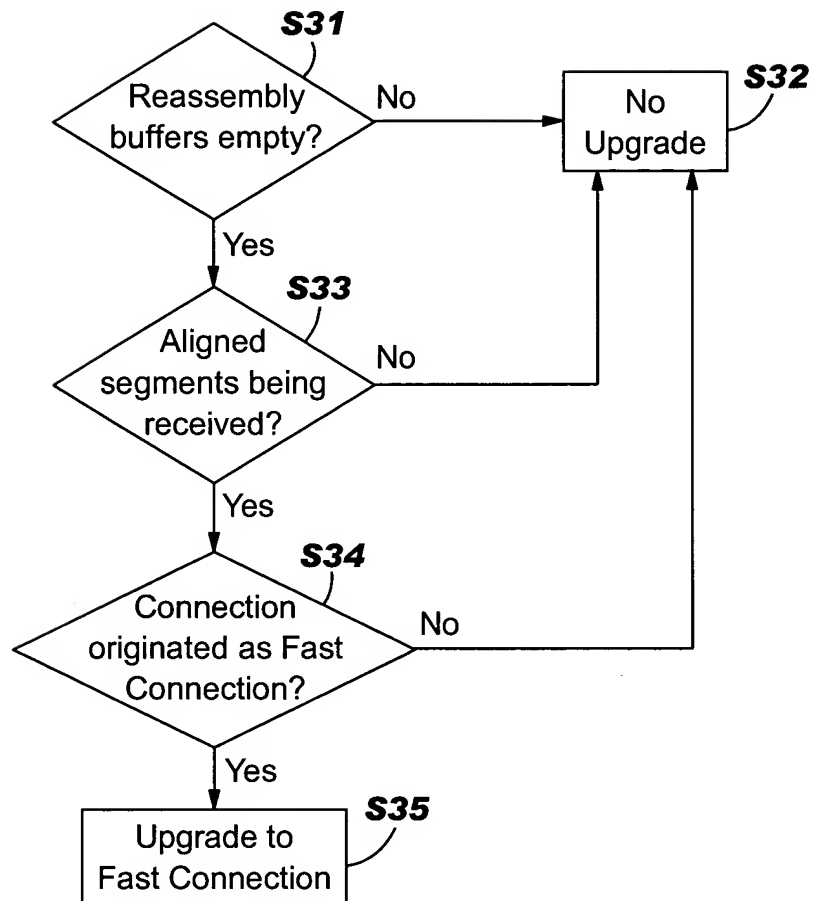 S31
Reassembly
buffers empty?
No
No
Upgrade
S32
Yes
S33
Aligned
segments being
received?
No
Yes
S34
Connection
originated as Fast
Connection?
No
Yes
S35
Upgrade to
Fast Connection